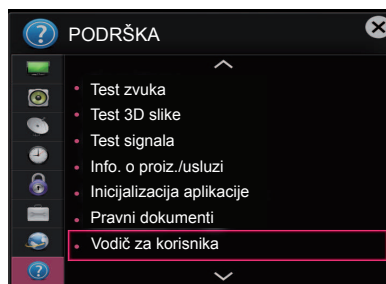 PODRŠKA
Test zvuka
Test 3D slike
Test signala
Info. o proiz./usluzi
Inicijalizacija aplikacije
Pravni dokumenti
Vodič za korisnika